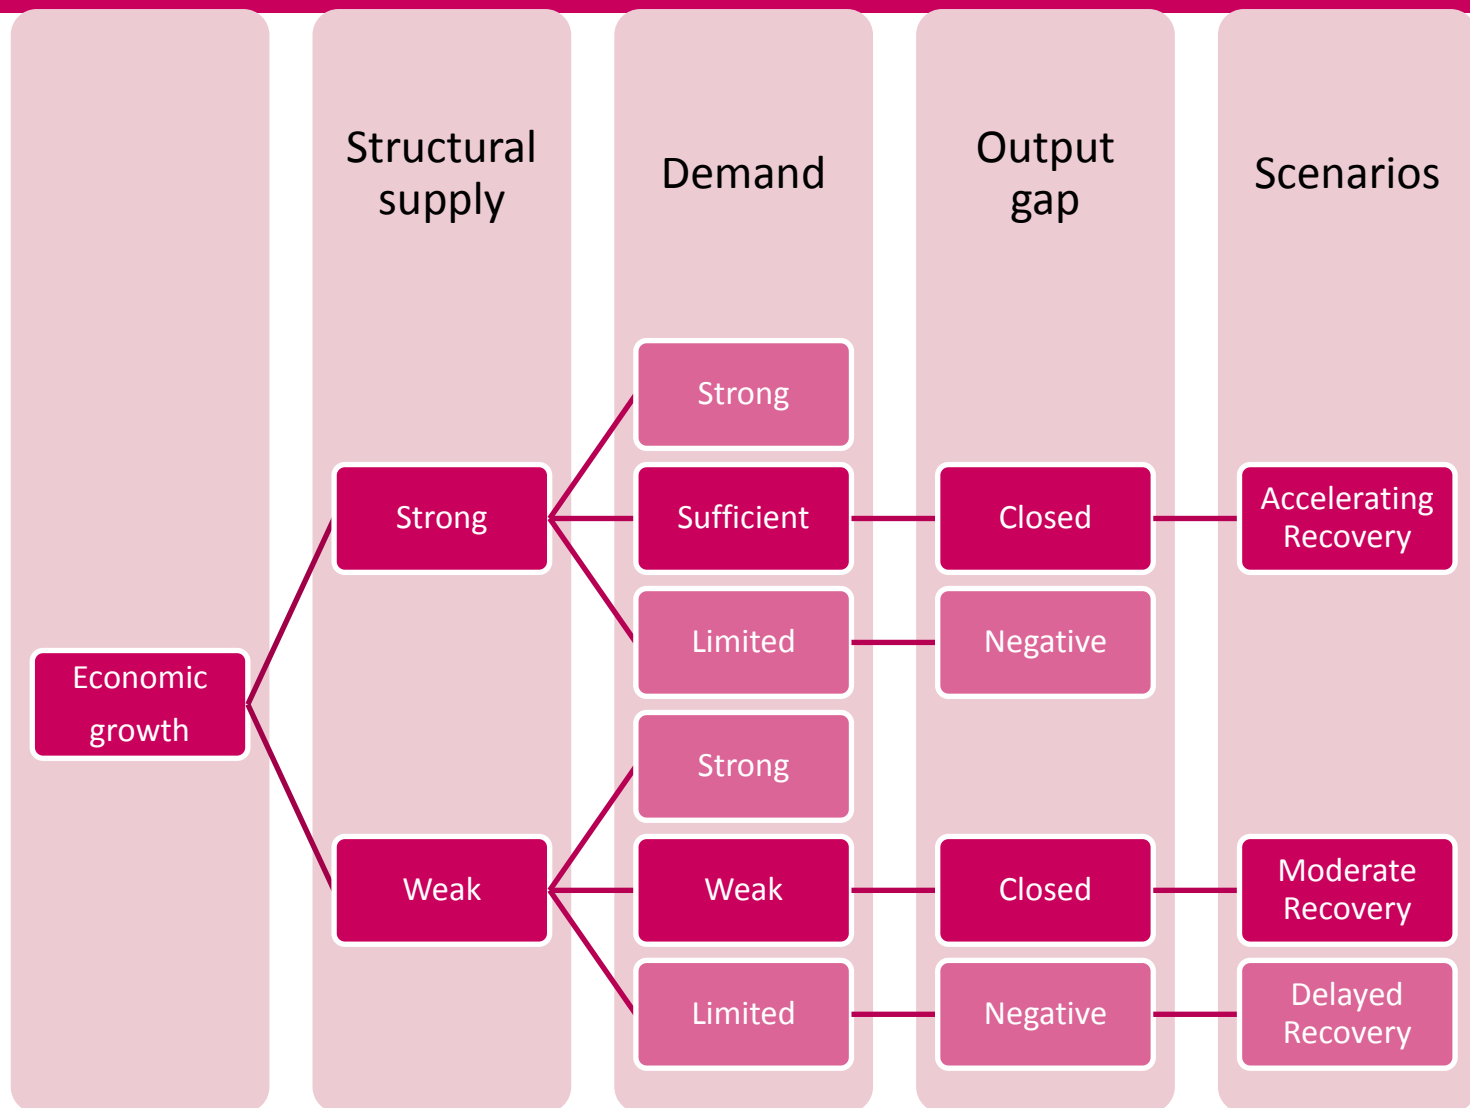 Structural
supply
Demand
Output
gap
Scenarios
Strong
Strong
Sufficient
Closed
Accelerating
Recovery
Limited
Negative
Economic
growth
Strong
Weak
Weak
Closed
Moderate
Recovery
Limited
Negative
Delayed
Recovery